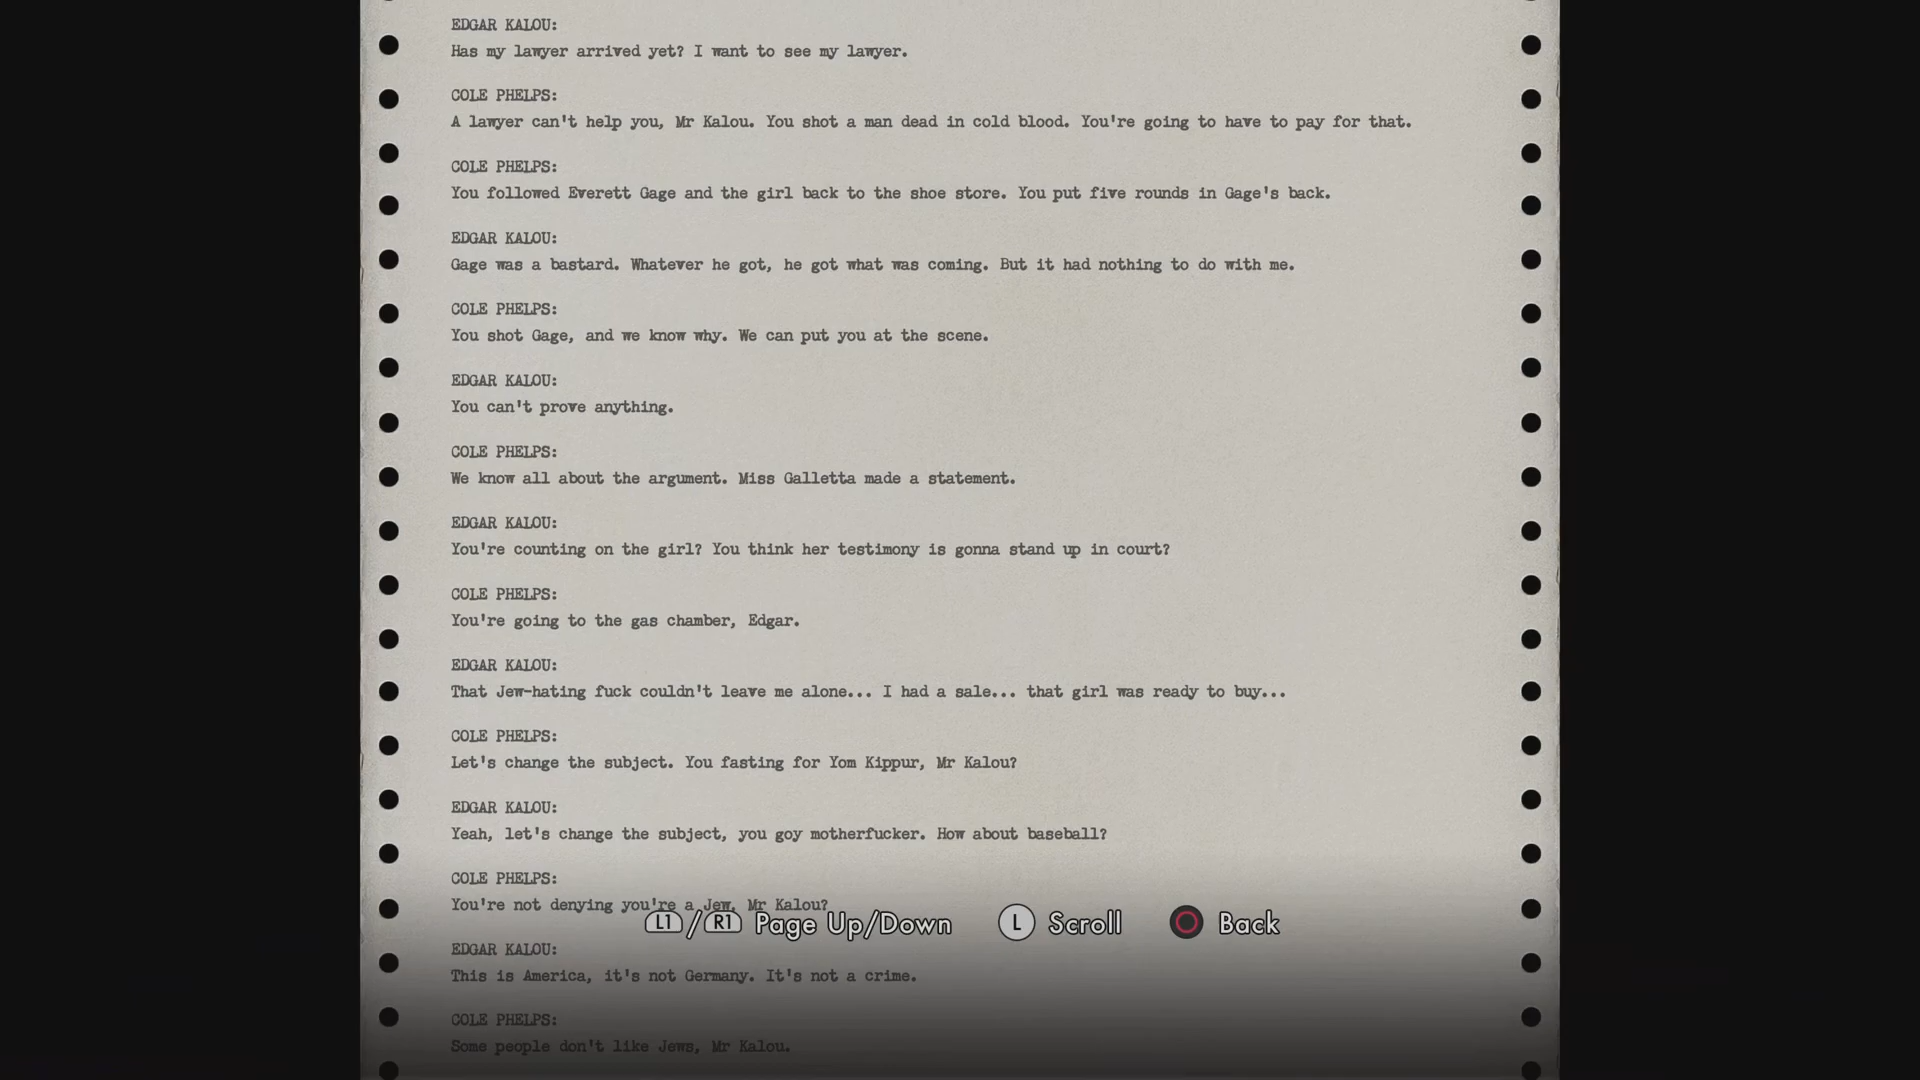 EDGAR KALOU:
Has my lawyer arrived yet? I want to see my lawyer.
COLE PHELPS:
A lawyer can't help you, Mr Kalou. You shot a man dead in cold blood. You're going to have to pay for that.
COLE PHELPS:
You followed Everett Gage and the girl back to the shoe store. You put five rounds in Gage's back.
EDGAR KALOU:
Gage was a bastard. Whatever he got, he got what was coming. But it had nothing to do with me.
COLE PHELPS:
You shot Gage, and we know why. We can put you at the scene.
EDGAR KALOU:
You can't prove anything.
COLE PHELPS:
We know all about the argument. Miss Galletta made a statement.
EDGAR KALOU:
You're counting on the girl? You think her testimony is gonna stand up in court?
COLE PHELPS:
You're going to the gas chamber, Edgar.
EDGAR KALOU:
That Jew-hating fuck couldn't leave me alone... I had a sale... that girl was ready to buy...
COLE PHELPS:
Let's change the subject. You fasting for Yom Kippur, Mr Kalou?
EDGAR KALOU:
Yeah, let's change the subject, you goy motherfucker. How about baseball?
COLE PHELPS:
You're not denying you're a Jew, Mr Kalou?
L1 / R1 Page Up/Down L Scroll Back
EDGAR KALOU:
This is America, it's not Germany. It's not a crime.
COLE PHELPS:
Some people don't like Jews, Mr Kalou.